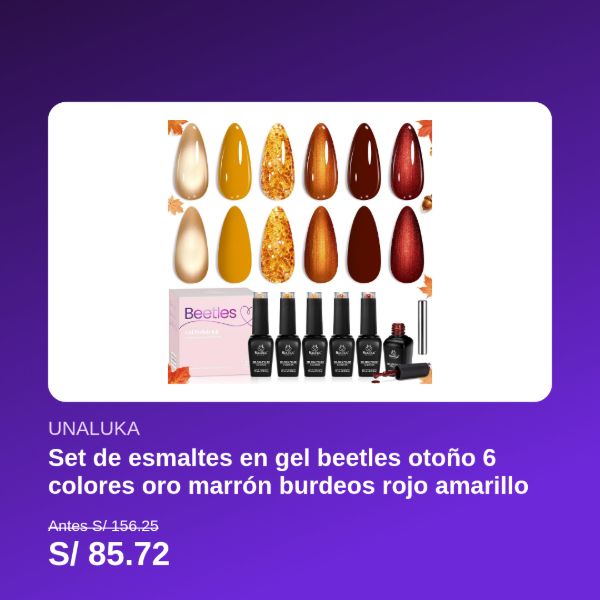 Beetles
UNALUKA
Set de esmaltes en gel beetles otoño 6
colores oro marrón burdeos rojo amarillo
Antes S/ 156.25
S/ 85.72